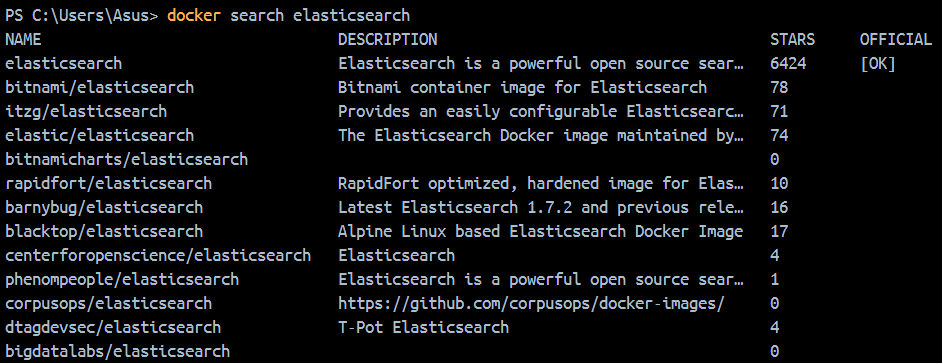 PS C:\Users\Asus> docker search elasticsearch
NAME DESCRIPTION STARS OFFICIAL
elasticsearch Elasticsearch is a powerful open source sear… 6424 [OK]
bitnami/elasticsearch Bitnami container image for Elasticsearch 78
itzg/elasticsearch Provides an easily configurable Elasticsearc… 71
elastic/elasticsearch The Elasticsearch Docker image maintained by… 74
bitnamicharts/elasticsearch 0
rapidfort/elasticsearch RapidFort optimized, hardened image for Elas… 10
barnybug/elasticsearch Latest Elasticsearch 1.7.2 and previous rele… 16
blacktop/elasticsearch Alpine Linux based Elasticsearch Docker Image 17
centerforopenscience/elasticsearch Elasticsearch 4
phenompeople/elasticsearch Elasticsearch is a powerful open source sear… 1
corpusops/elasticsearch https://github.com/corpusops/docker-images/ 0
dtagdevsec/elasticsearch T-Pot Elasticsearch 4
bigdatalabs/elasticsearch 0